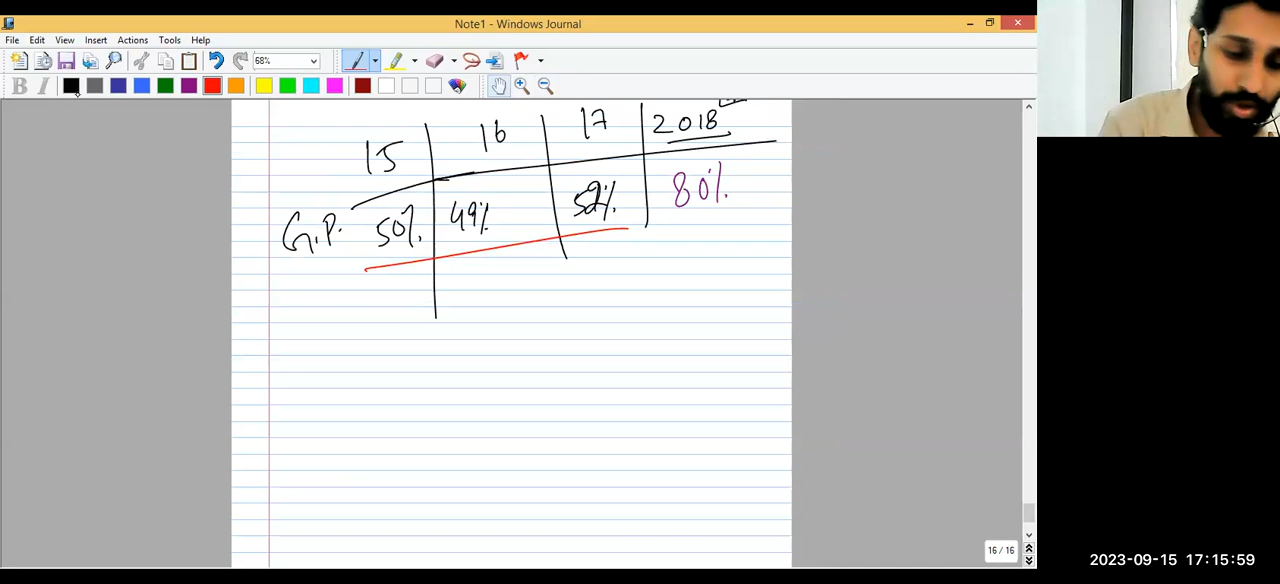 Note1 - Windows Journal
File Edit View Insert Actions Tools Help
68%
B I
15 16 17 2018
G.P. 50% 49% 52% 80%
16 / 16
2023-09-15 17:15:59